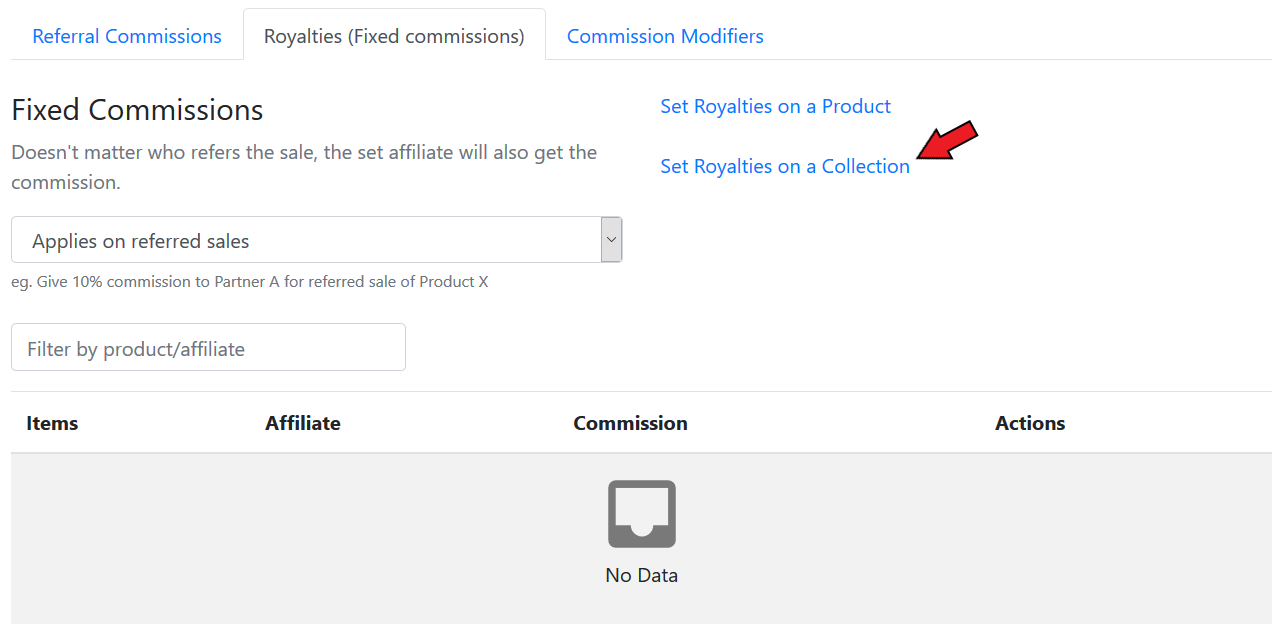 Referral Commissions
Royalties (Fixed commissions)
Commission Modifiers
Fixed Commissions
Doesn't matter who refers the sale, the set affiliate will also get the
commission.
Set Royalties on a Product
Set Royalties on a Collection
Applies on referred sales
eg. Give 10% commission to Partner A for referred sale of Product X
Filter by product/affiliate
Items
Affiliate
Commission
Actions
No Data